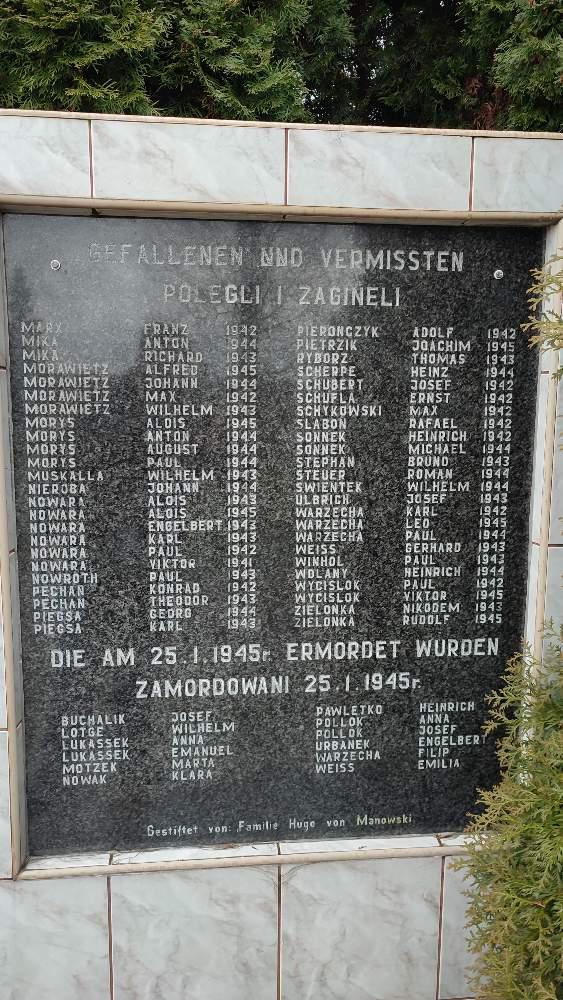 GEFALLENEN NND VERMISSTEN
POLEGLI I ZAGINELI
MARX FRANZ 1942
MIKA ANTON 1944
MIKA RICHARD 1943
MORAWIETZ ALFRED 1945
MORAWIETZ JOHANN 1945
MORAWIETZ MAX 1942
MORAWIETZ WILHELM 1942
MORYS ALOIS 1945
MORYS ANTON 1944
MORYS AUGUST 1944
MORYS PAUL 1944
MUSKALLA WILHELM 1943
NIEROBA JOHANN 1944
NOWARA ALOIS 1943
NOWARA ALOIS 1945
NOWARA ENGELBERT 1943
NOWARA KARL 1943
NOWARA PAUL 1942
NOWARA VIKTOR 1941
NOWROTH PAUL 1943
PECHAN KONRAD 1942
PECHAN THEODOR 1943
PIEGSA GEORG 1944
PIEGSA KARL 1943
PIERONCZYK ADOLF 1942
PIETRZIK JOACHIM 1945
RYBORZ THOMAS 1943
SCHERPE HEINZ 1944
SCHUBERT JOSEF 1942
SCHUFLA ERNST 1942
SCHYKOWSKI MAX 1942
SLABON RAFAEL 1942
SONNEK HEINRICH 1942
SONNEK MICHAEL 1944
STEPHAN BRUNO 1943
STEUER ROMAN 1944
SWIENTEK WILHELM 1944
ULBRICH JOSEF 1943
WARZECHA KARL 1942
WARZECHA LEO 1945
WARZECHA PAUL 1944
WEISS GERHARD 1943
WINHOL PAUL 1943
WDLANY HEINRICH 1944
WYCISLOK PAUL 1942
WYCISLOK VIKTOR 1945
ZIELONKA NIKODEM 1943
ZIELONKA RUDOLF 1945
DIE AM 25.1.1945r. ERMORDET WURDEN
ZAMORDOWANI 25.1.1945r.
BUCHALIK JOSEF
LOTGE WILHELM
LUKASSEK ANNA
LUKASSEK EMANUEL
MOTZEK MARTA
NOWAK KLARA
PAWLETKO HEINRICH
POLLOK ANNA
POLLOK JOSEF
URBANEK ENGELBERT
WARZECHA FILIP
WEISS EMILIA
Gestiftet von: Familie Hugo von Manowski